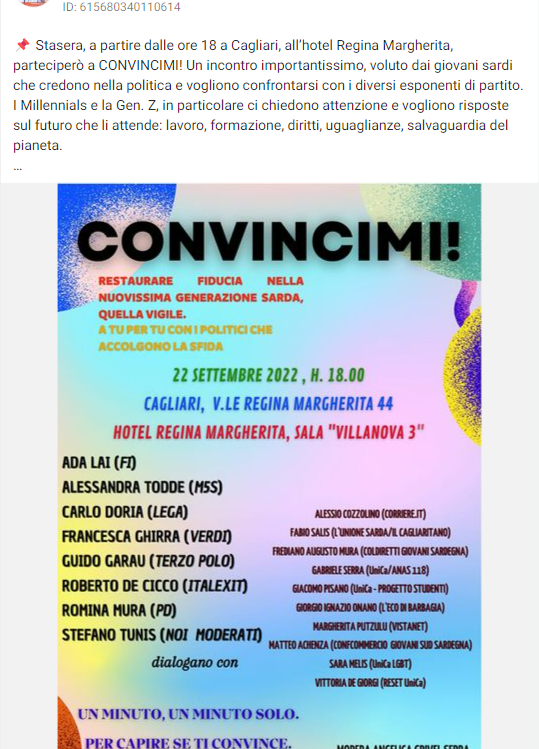 ID: 615680340110614
📌 Stasera, a partire dalle ore 18 a Cagliari, all'hotel Regina Margherita,
parteciperò a CONVINCIMI! Un incontro importantissimo, voluto dai giovani sardi
che credono nella politica e vogliono confrontarsi con i diversi esponenti di partito.
I Millennials e la Gen. Z, in particolare ci chiedono attenzione e vogliono risposte
sul futuro che li attende: lavoro, formazione, diritti, uguaglianze, salvaguardia del
pianeta.
...
CONVINCIMI!
RESTAURARE FIDUCIA NELLA
NUOVISSIMA GENERAZIONE SARDA,
QUELLA VIGILE.
A TU PER TU CON I POLITICI CHE
ACCOLGONO LA SFIDA
22 SETTEMBRE 2022 , H. 18.00
CAGLIARI, V.LE REGINA MARGHERITA 44
HOTEL REGINA MARGHERITA, SALA "VILLANOVA 3"
ADA LAI (FI)
ALESSANDRA TODDE (M5S)
CARLO DORIA (LEGA)
FRANCESCA GHIRRA (VERDI)
GUIDO GARAU (TERZO POLO)
ROBERTO DE CICCO (ITALEXIT)
ROMINA MURA (PD)
STEFANO TUNIS (NOI MODERATI)
dialogano con
ALESSIO COZZOLINO (CORRIERE.IT)
FABIO SALIS (L'UNIONE SARDA/IL CAGLIARITANO)
FREDIANO AUGUSTO MURA (COLDIRETTI GIOVANI SARDEGNA)
GABRIELE SERRA (UniCa/ANAS 118)
GIACOMO PISANO (UniCa - PROGETTO STUDENTI)
GIORGIO IGNAZIO ONANO (L'ECO DI BARBAGIA)
MARGHERITA PUTZULU (VISTANET)
MATTEO ACHENZA (CONFCOMMERCIO GIOVANI SUD SARDEGNA)
SARA MELIS (UniCa LGBT)
VITTORIA DE GIORGI (RESET UniCa)
UN MINUTO, UN MINUTO SOLO.
PER CAPIRE SE TI CONVINCE.
MODERA ANGELICA GRIVEL SERRA